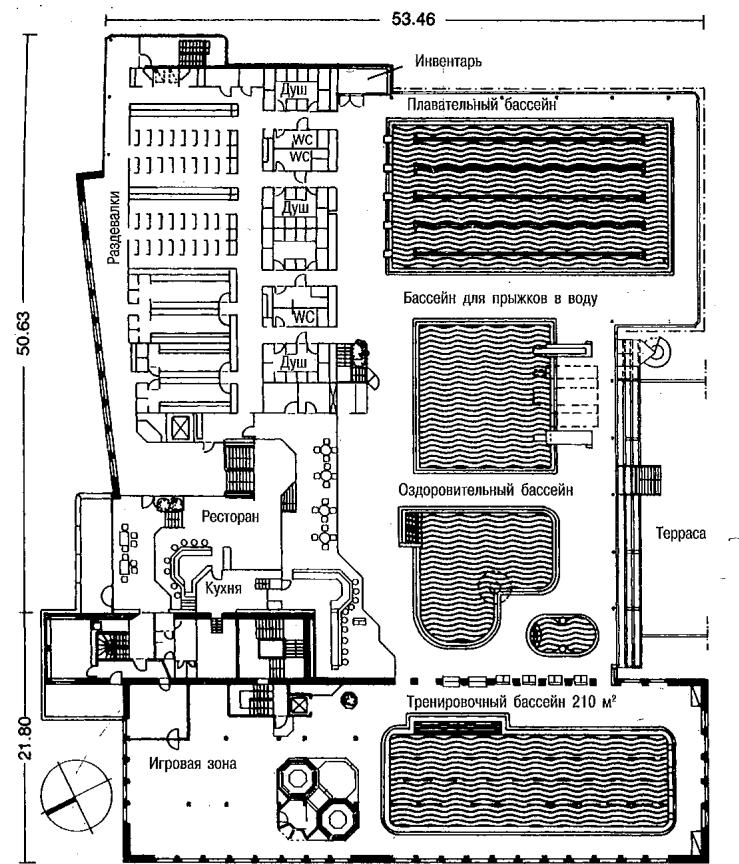 53.46
Инвентарь
Душ
Плавательный бассейн
WC
WC
Раздевалки
Душ
Бассейн для прыжков в воду
WC
50.63
Душ
Оздоровительный бассейн
Ресторан
Терраса
Кухня
Тренировочный бассейн 210 м²
21.80
Игровая зона